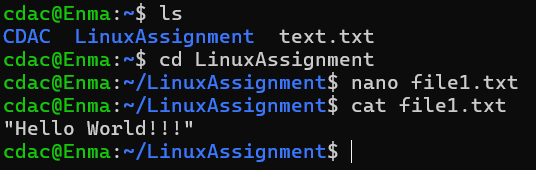 cdac@Enma:~$ ls
CDAC  LinuxAssignment  text.txt
cdac@Enma:~$ cd LinuxAssignment
cdac@Enma:~/LinuxAssignment$ nano file1.txt
cdac@Enma:~/LinuxAssignment$ cat file1.txt
"Hello World!!!"
cdac@Enma:~/LinuxAssignment$